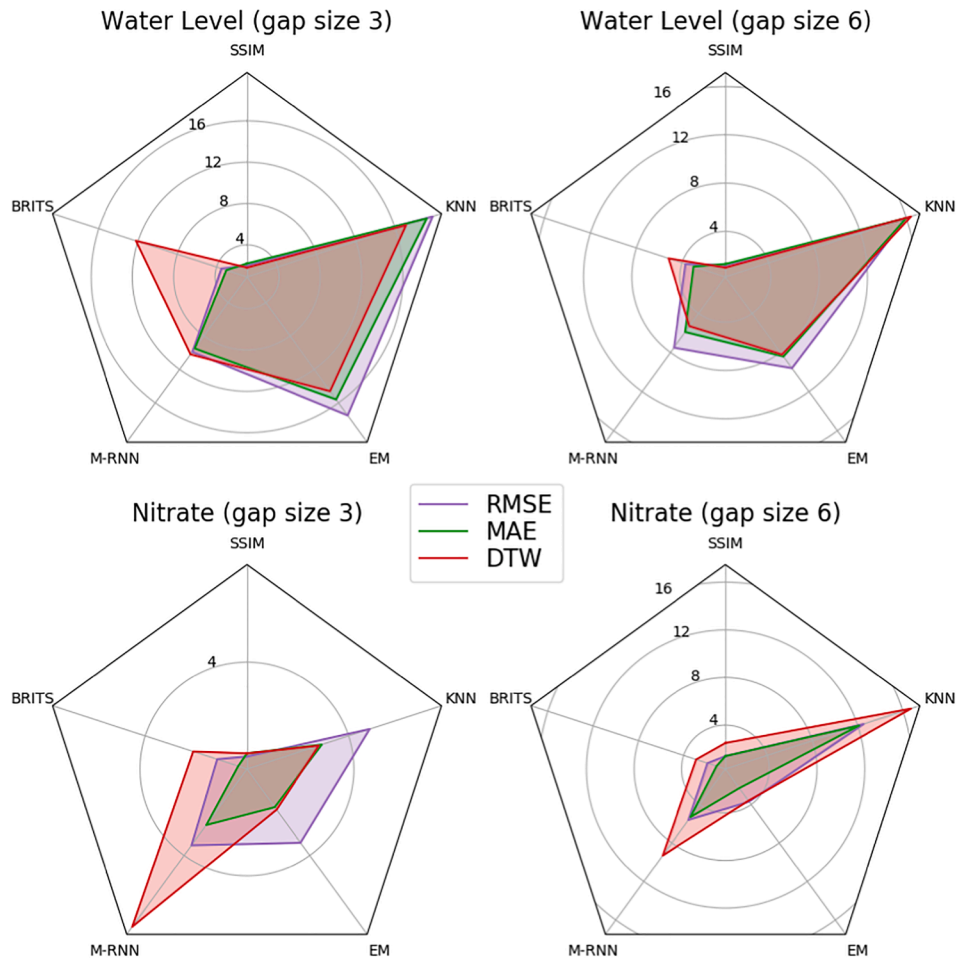 Water Level (gap size 3)
SSIM
16
12
8
4
BRITS
KNN
M-RNN
EM
Water Level (gap size 6)
SSIM
16
12
8
4
BRITS
KNN
M-RNN
EM
RMSE
MAE
DTW
Nitrate (gap size 3)
SSIM
4
BRITS
KNN
M-RNN
EM
Nitrate (gap size 6)
SSIM
16
12
8
4
BRITS
KNN
M-RNN
EM